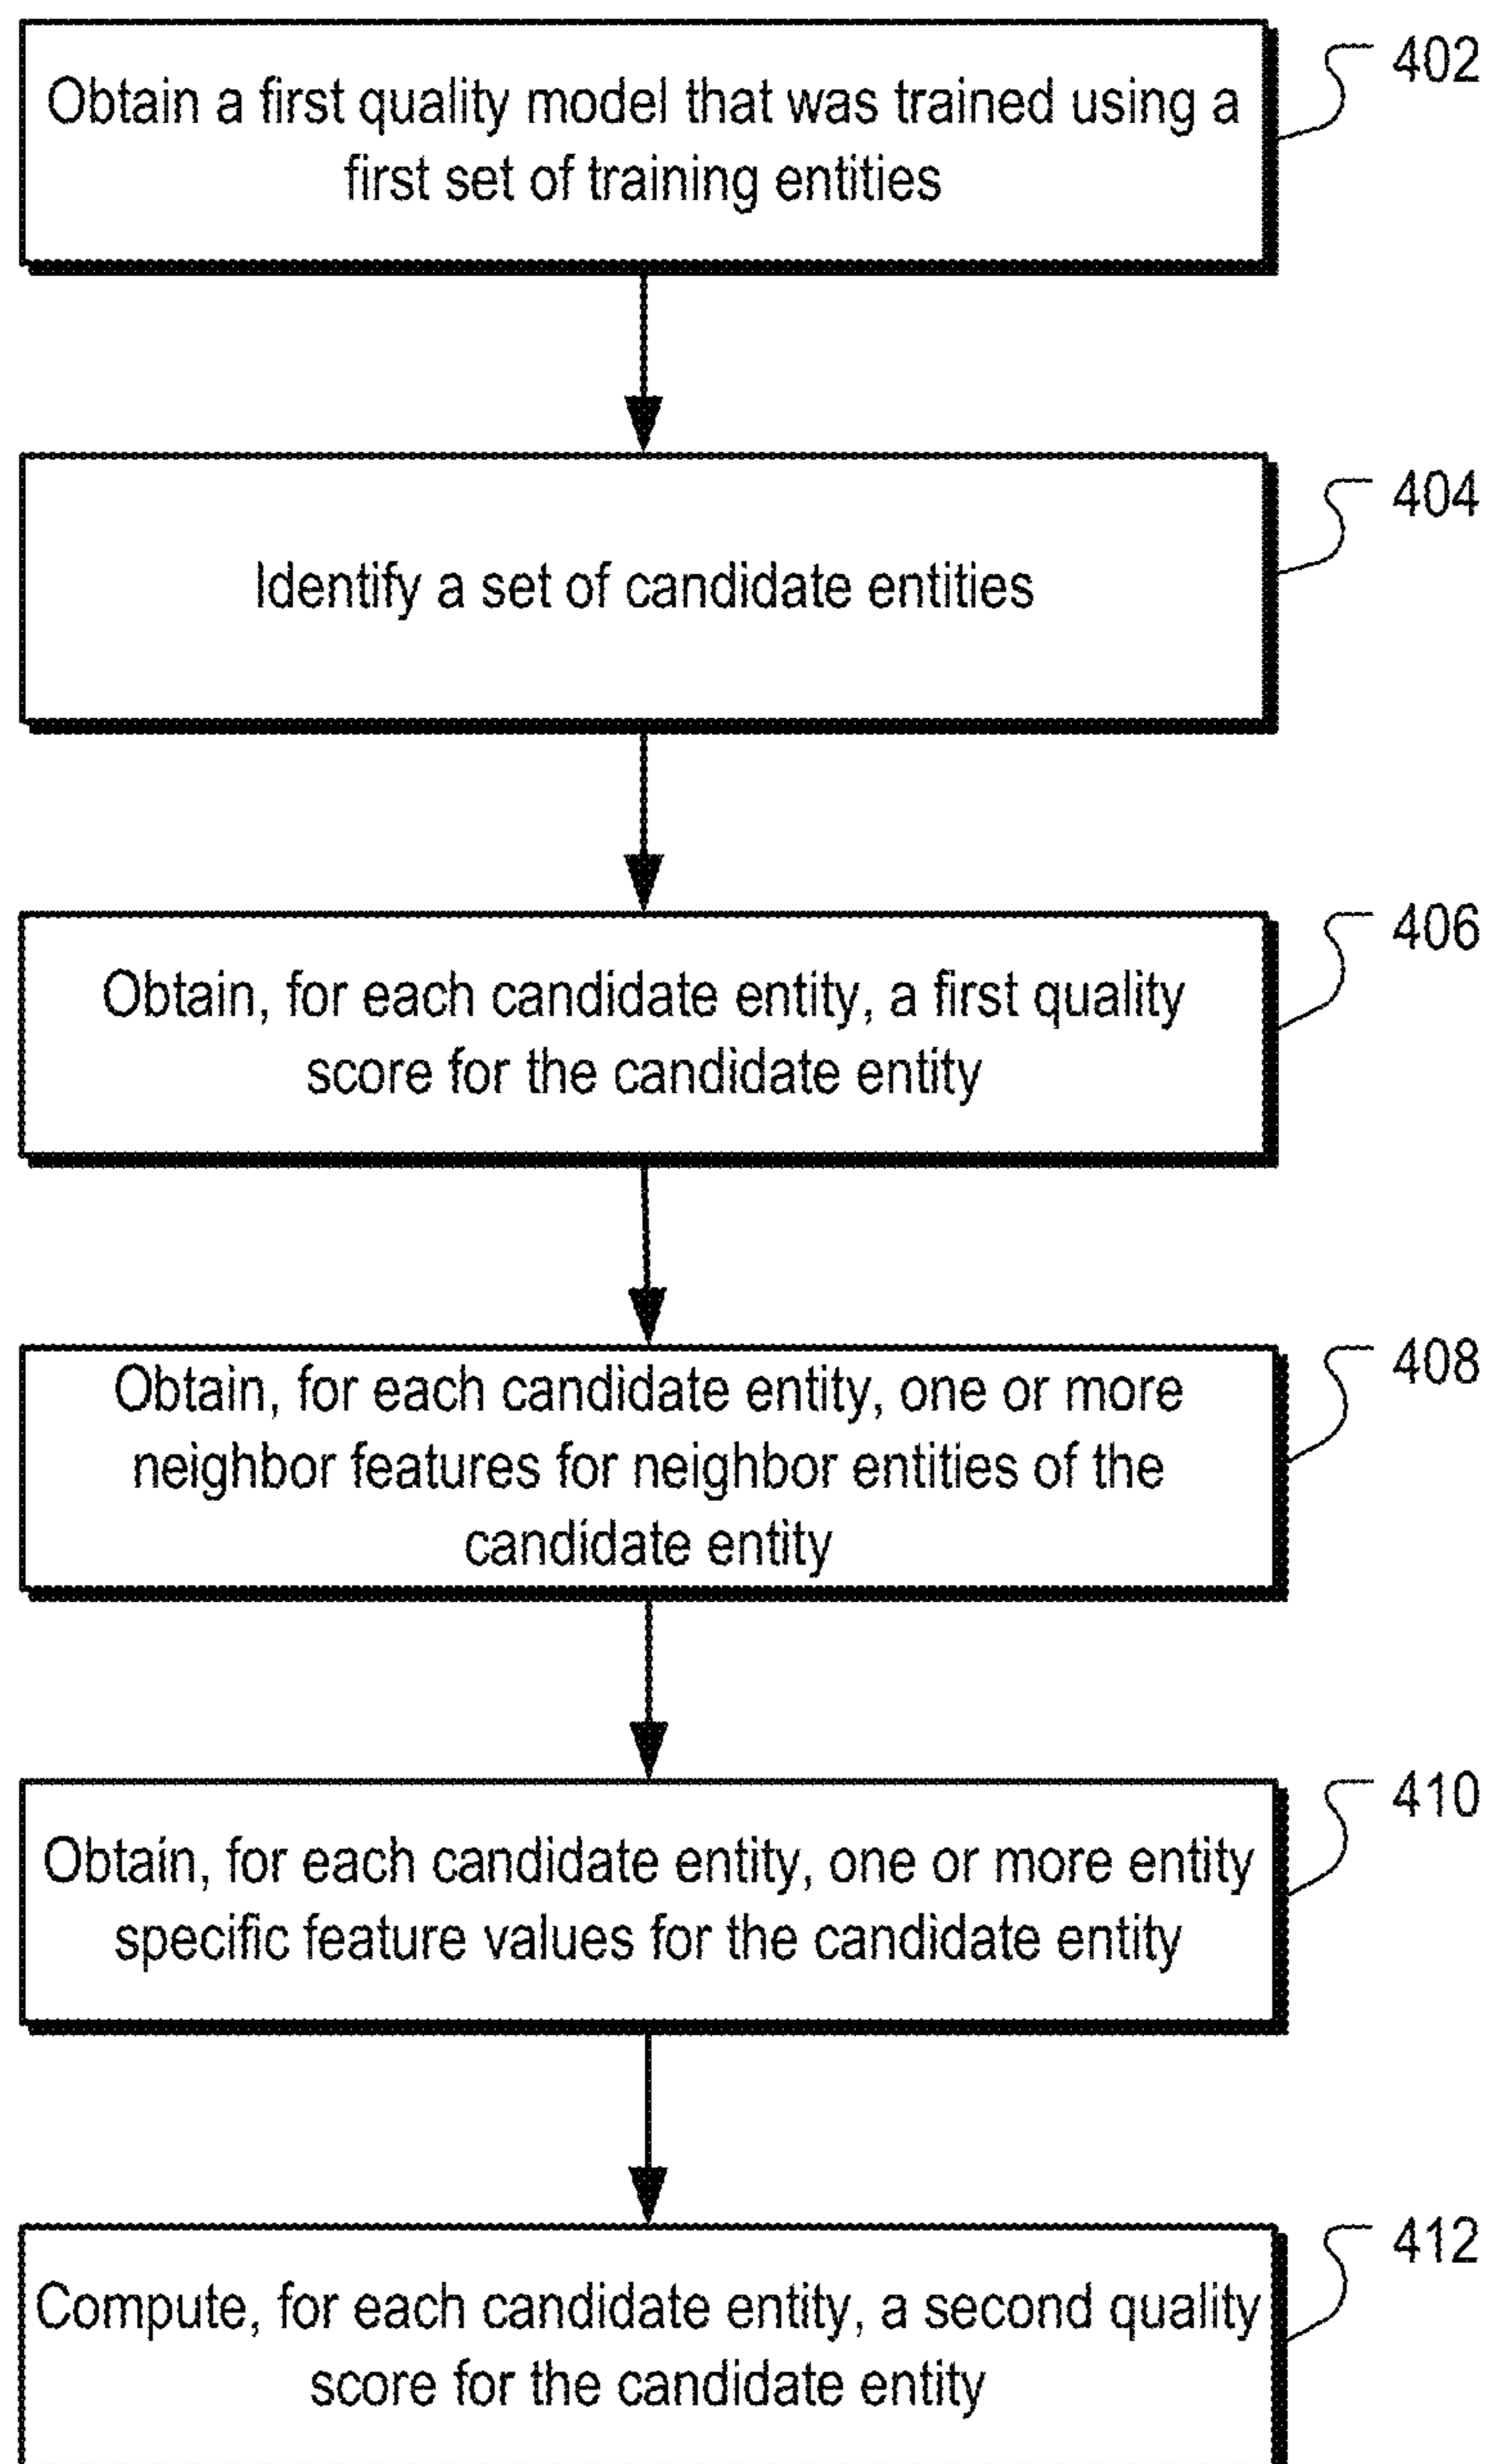 Obtain a first quality model that was trained using a
first set of training entities
402
Identify a set of candidate entities
404
Obtain, for each candidate entity, a first quality
score for the candidate entity
406
Obtain, for each candidate entity, one or more
neighbor features for neighbor entities of the
candidate entity
408
Obtain, for each candidate entity, one or more entity
specific feature values for the candidate entity
410
Compute, for each candidate entity, a second quality
score for the candidate entity
412